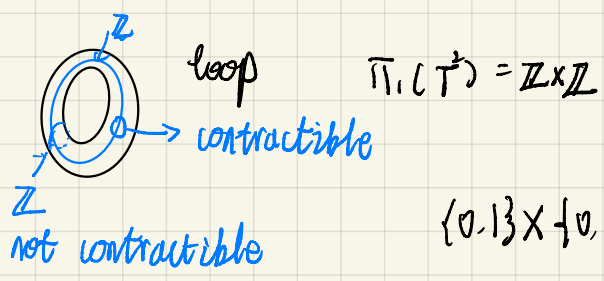 ℤ
loop
π₁(T²) = ℤ×ℤ
contractible
ℤ
not contractible
{0,1}×{0,